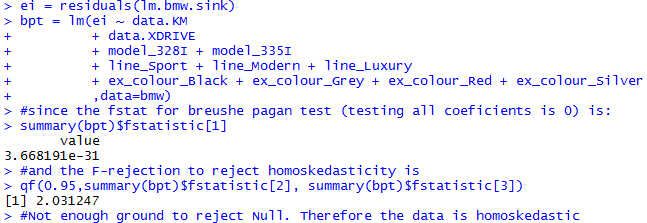 > ei = residuals(lm.bmw.sink)
> bpt = lm(ei ~ data.KM
+ + data.XDRIVE
+ + model_328I + model_335I
+ + line_Sport + line_Modern + line_Luxury
+ + ex_colour_Black + ex_colour_Grey + ex_colour_Red + ex_colour_Silver
+ ,data=bmw)
> #since the fstat for breushe pagan test (testing all coeficients is 0) is:
> summary(bpt)$fstatistic[1]
value
3.668191e-31
> #and the F-rejection to reject homoskedasticity is
> qf(0.95,summary(bpt)$fstatistic[2], summary(bpt)$fstatistic[3])
[1] 2.031247
> #Not enough ground to reject Null. Therefore the data is homoskedastic